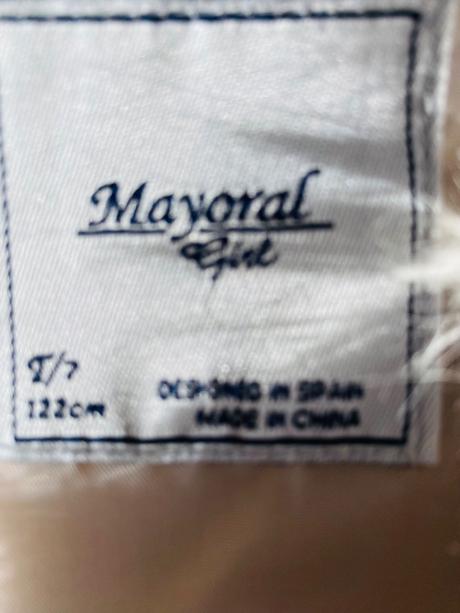 Mayoral
Girl
T/7
122cm
DESIGNED IN SPAIN
MADE IN CHINA